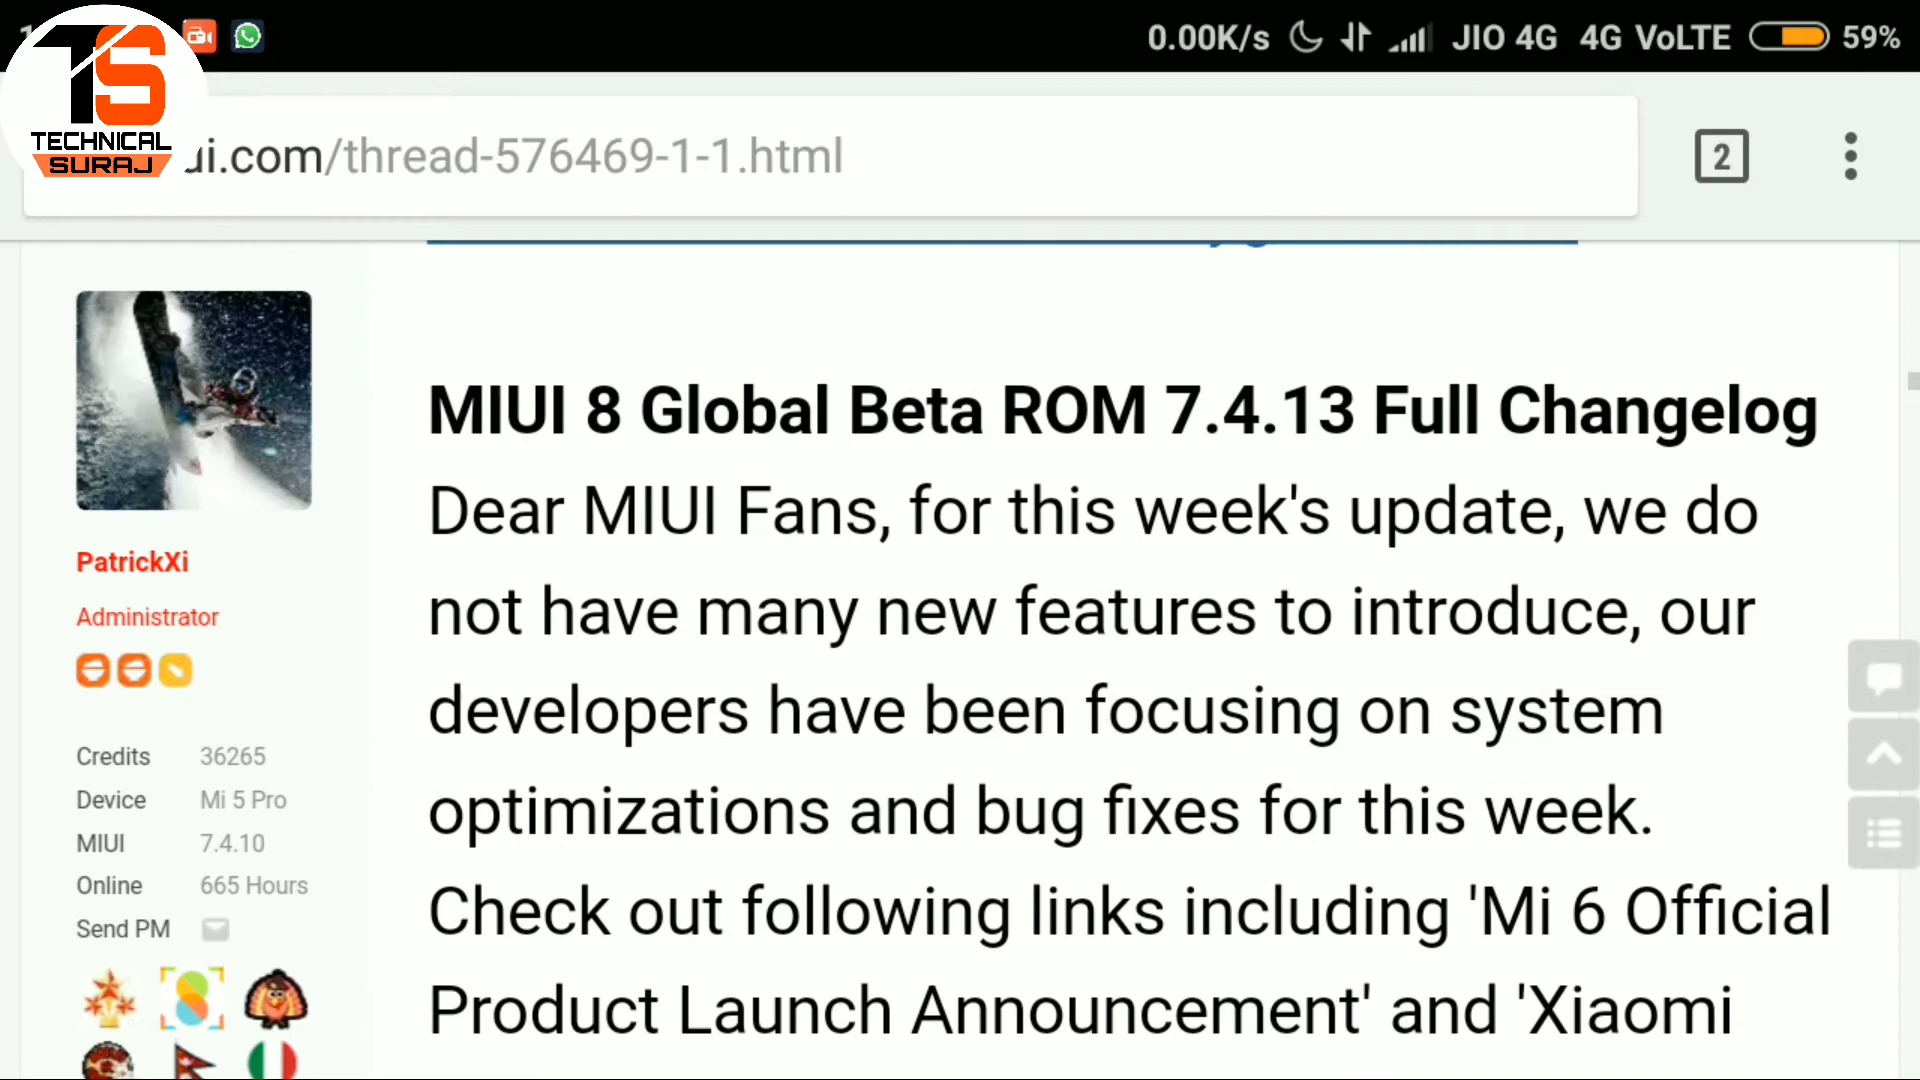 0.00K/s JIO 4G 4G VoLTE 59%
TS
TECHNICAL
SURAJ
ui.com/thread-576469-1-1.html
2
MIUI 8 Global Beta ROM 7.4.13 Full Changelog
Dear MIUI Fans, for this week's update, we do
not have many new features to introduce, our
developers have been focusing on system
optimizations and bug fixes for this week.
Check out following links including 'Mi 6 Official
Product Launch Announcement' and 'Xiaomi
PatrickXi
Administrator
Credits 36265
Device Mi 5 Pro
MIUI 7.4.10
Online 665 Hours
Send PM